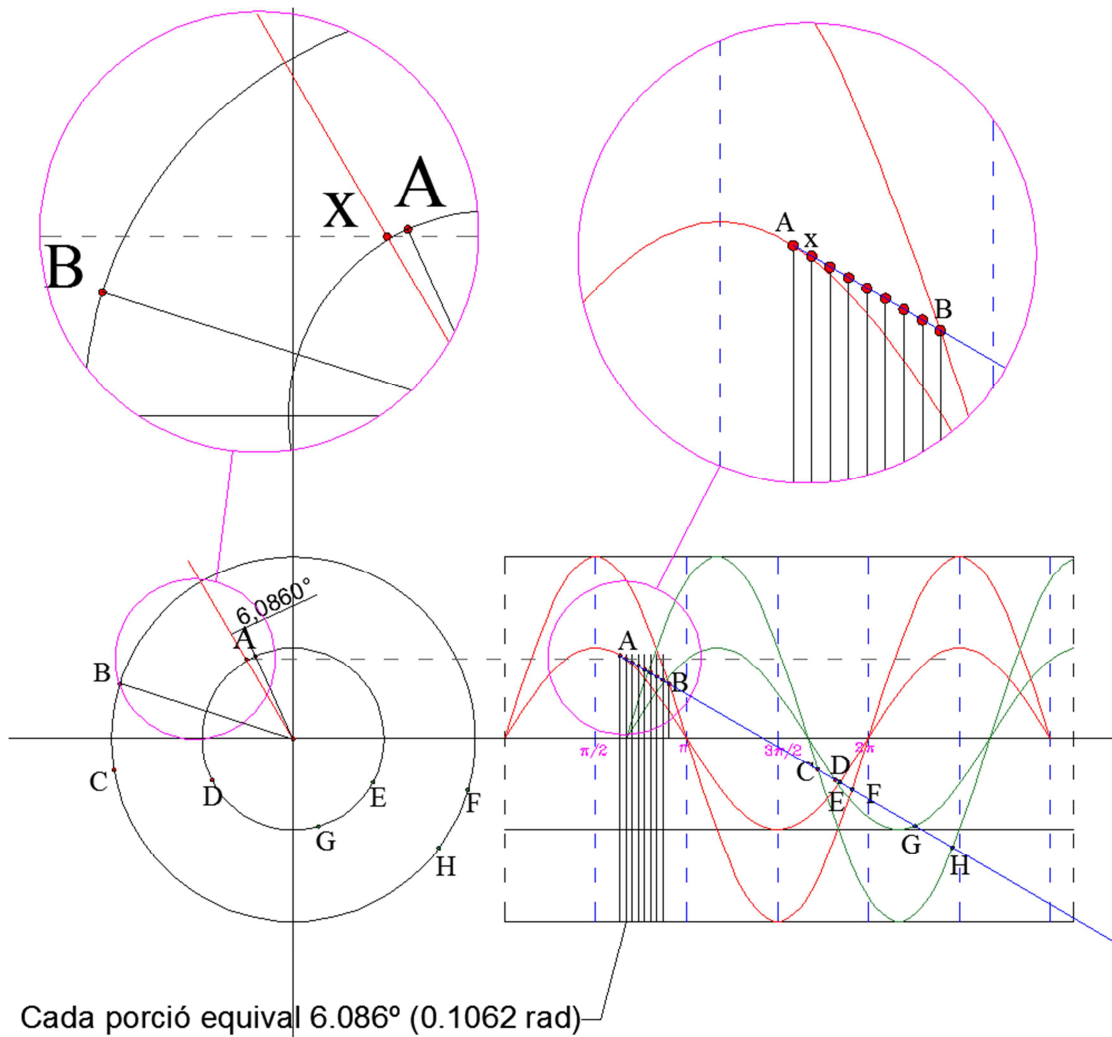 A
X
B
A
x
B
6,0860°
A
B
C
D
E
F
G
H
A
B
π/2
π
3π/2
2π
C
D
E
F
G
H
Cada porció equival 6.086º (0.1062 rad)